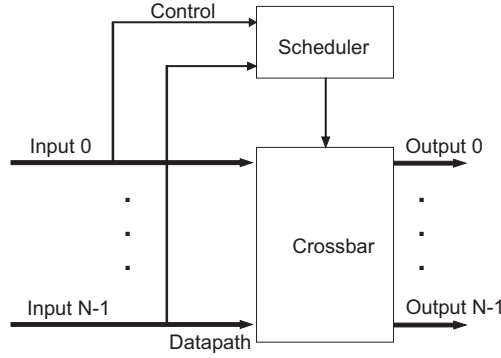 Control
Scheduler
Input 0
Output 0
Crossbar
Input N-1
Output N-1
Datapath